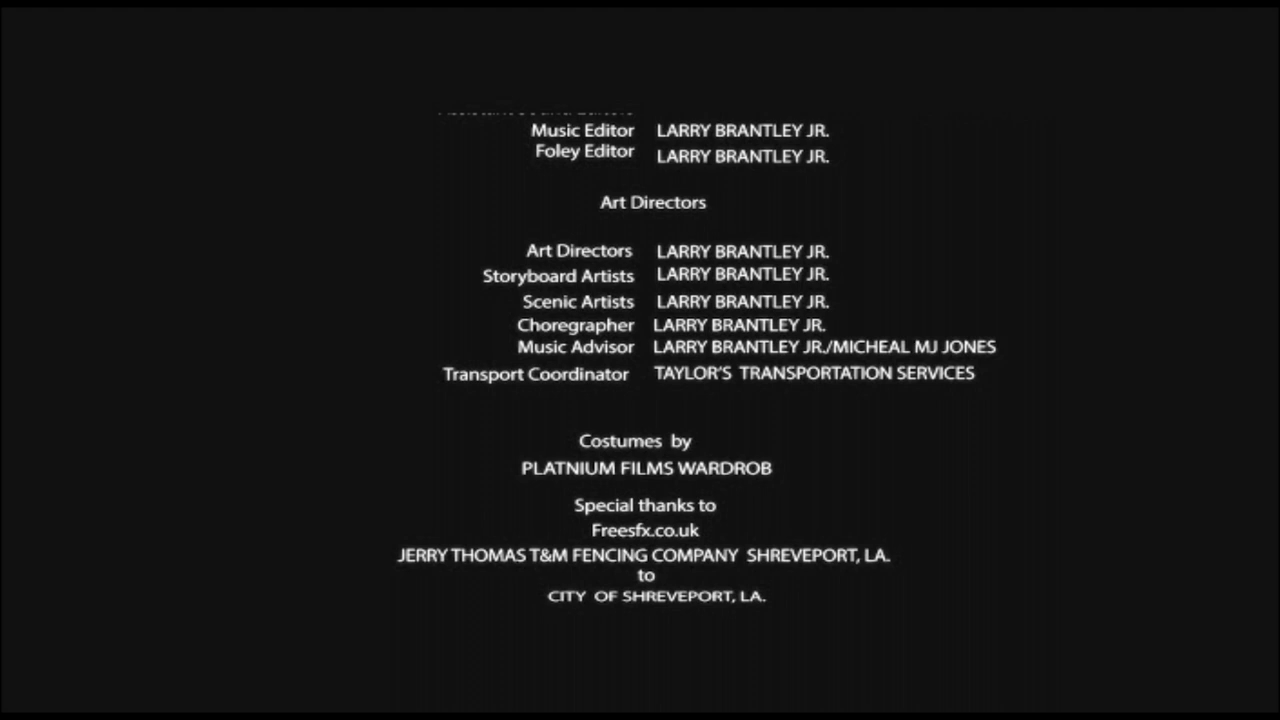 Music Editor LARRY BRANTLEY JR.
Foley Editor LARRY BRANTLEY JR.
Art Directors
Art Directors LARRY BRANTLEY JR.
Storyboard Artists LARRY BRANTLEY JR.
Scenic Artists LARRY BRANTLEY JR.
Choregrapher LARRY BRANTLEY JR.
Music Advisor LARRY BRANTLEY JR./MICHEAL MJ JONES
Transport Coordinator TAYLOR'S TRANSPORTATION SERVICES
Costumes by
PLATNIUM FILMS WARDROB
Special thanks to
Freesfx.co.uk
JERRY THOMAS T&M FENCING COMPANY SHREVEPORT, LA.
to
CITY OF SHREVEPORT, LA.